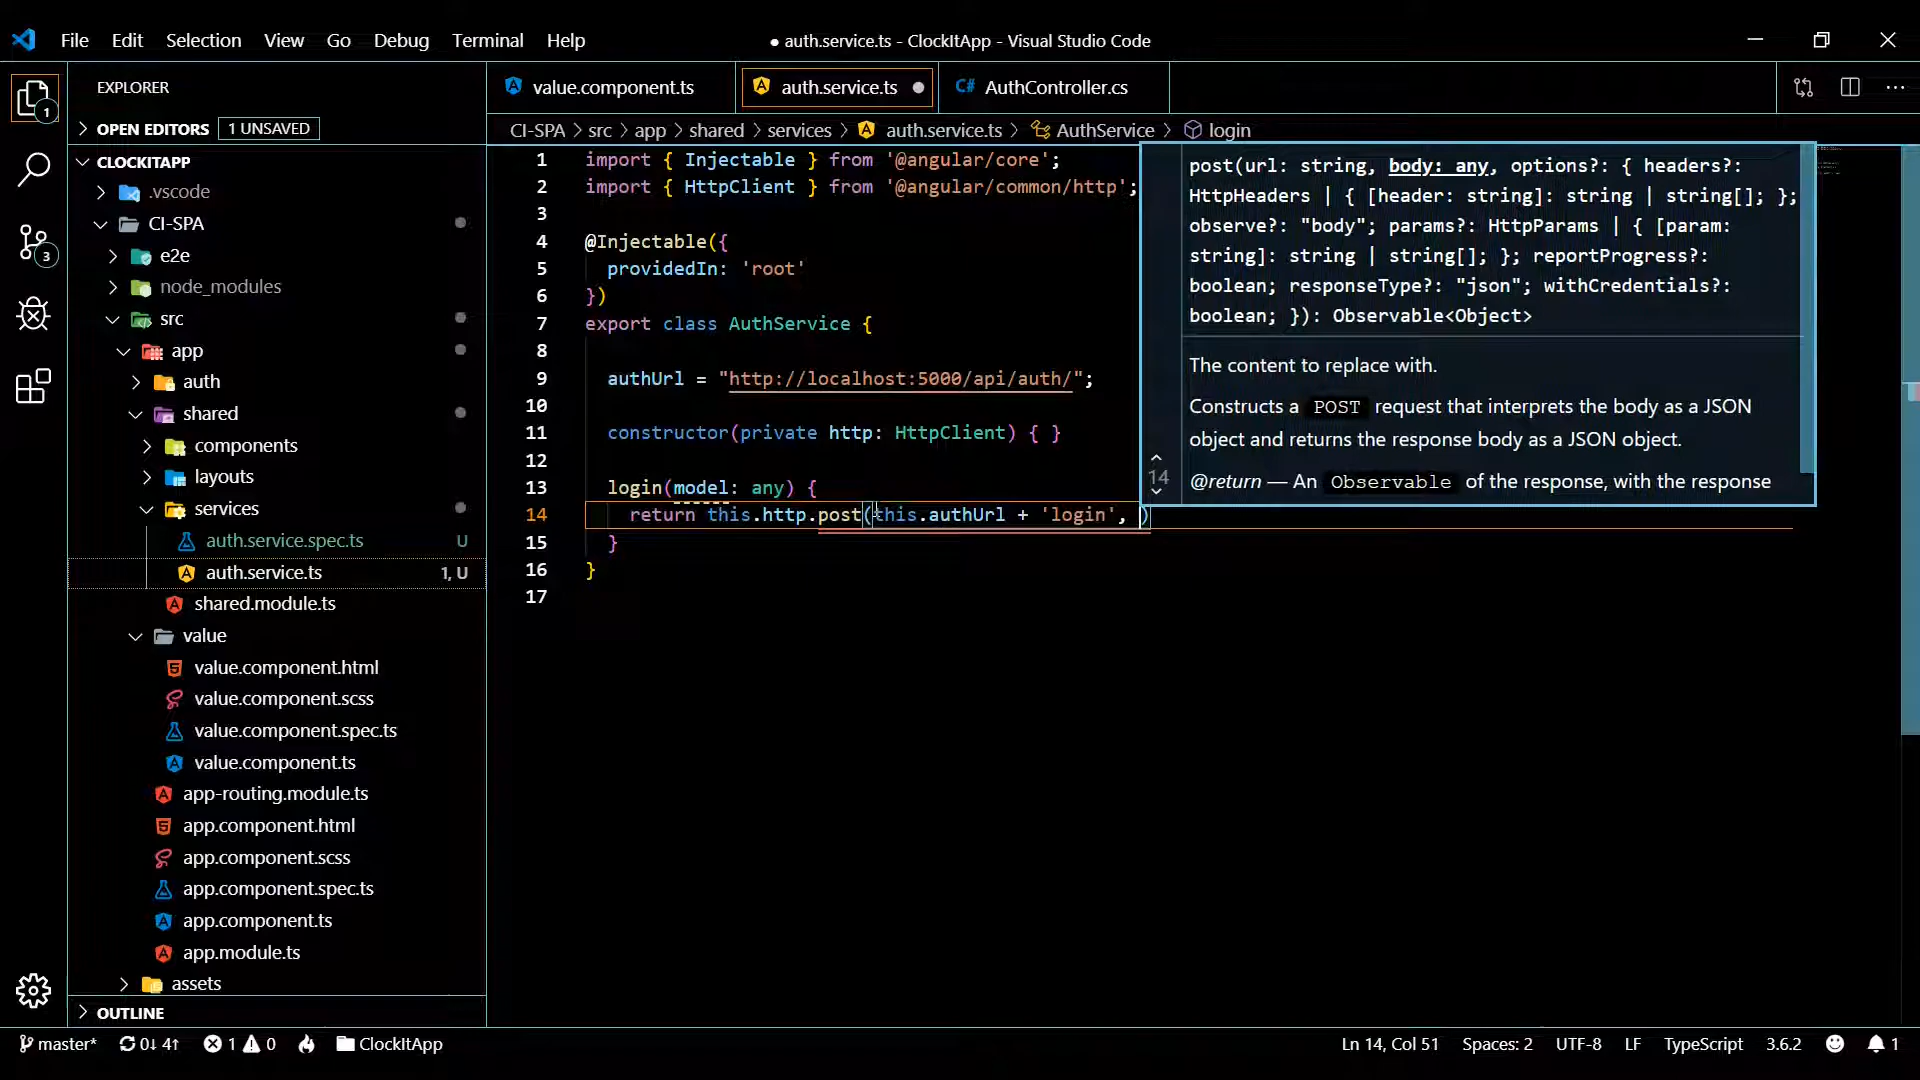 File Edit Selection View Go Debug Terminal Help
● auth.service.ts - ClockItApp - Visual Studio Code
EXPLORER
value.component.ts
auth.service.ts
C# AuthController.cs
OPEN EDITORS 1 UNSAVED
CI-SPA > src > app > shared > services > auth.service.ts > AuthService > login
CLOCKITAPP
.vscode
CI-SPA
e2e
node_modules
src
app
auth
shared
components
layouts
services
auth.service.spec.ts U
auth.service.ts 1, U
shared.module.ts
value
value.component.html
value.component.scss
value.component.spec.ts
value.component.ts
app-routing.module.ts
app.component.html
app.component.scss
app.component.spec.ts
app.component.ts
app.module.ts
assets
OUTLINE
1
3
1 import { Injectable } from '@angular/core';
2 import { HttpClient } from '@angular/common/http';
3
4 @Injectable({
5 providedIn: 'root'
6 })
7 export class AuthService {
8
9 authUrl = "http://localhost:5000/api/auth/";
10
11 constructor(private http: HttpClient) { }
12
13 login(model: any) {
14 return this.http.post(this.authUrl + 'login', )
15 }
16 }
17
post(url: string, body: any, options?: { headers?:
HttpHeaders | { [header: string]: string | string[]; };
observe?: "body"; params?: HttpParams | { [param:
string]: string | string[]; }; reportProgress?:
boolean; responseType?: "json"; withCredentials?:
boolean; }): Observable<Object>
The content to replace with.
Constructs a POST request that interprets the body as a JSON
object and returns the response body as a JSON object.
14
@return — An Observable of the response, with the response
master* 0↓ 4↑ 1 0 ClockItApp
Ln 14, Col 51 Spaces: 2 UTF-8 LF TypeScript 3.6.2 1